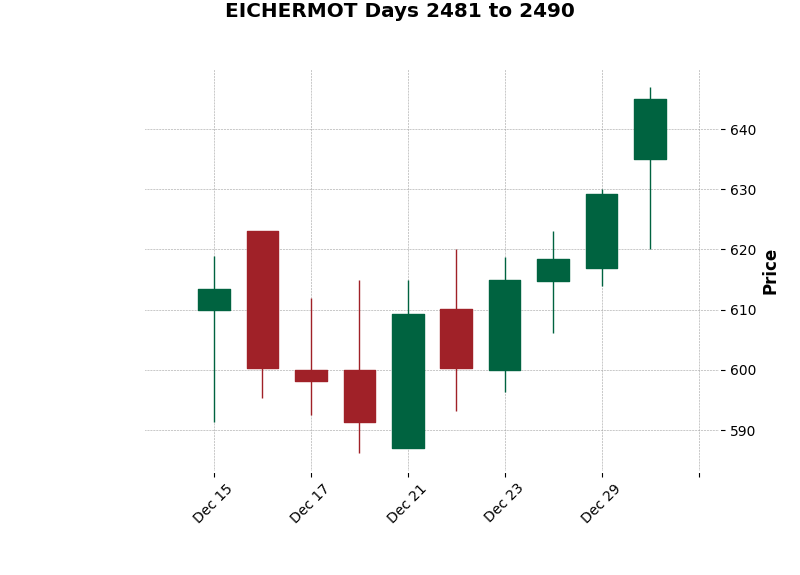 EICHERMOT Days 2481 to 2490
640
630
620
610
600
590
Price
Dec 15
Dec 17
Dec 21
Dec 23
Dec 29